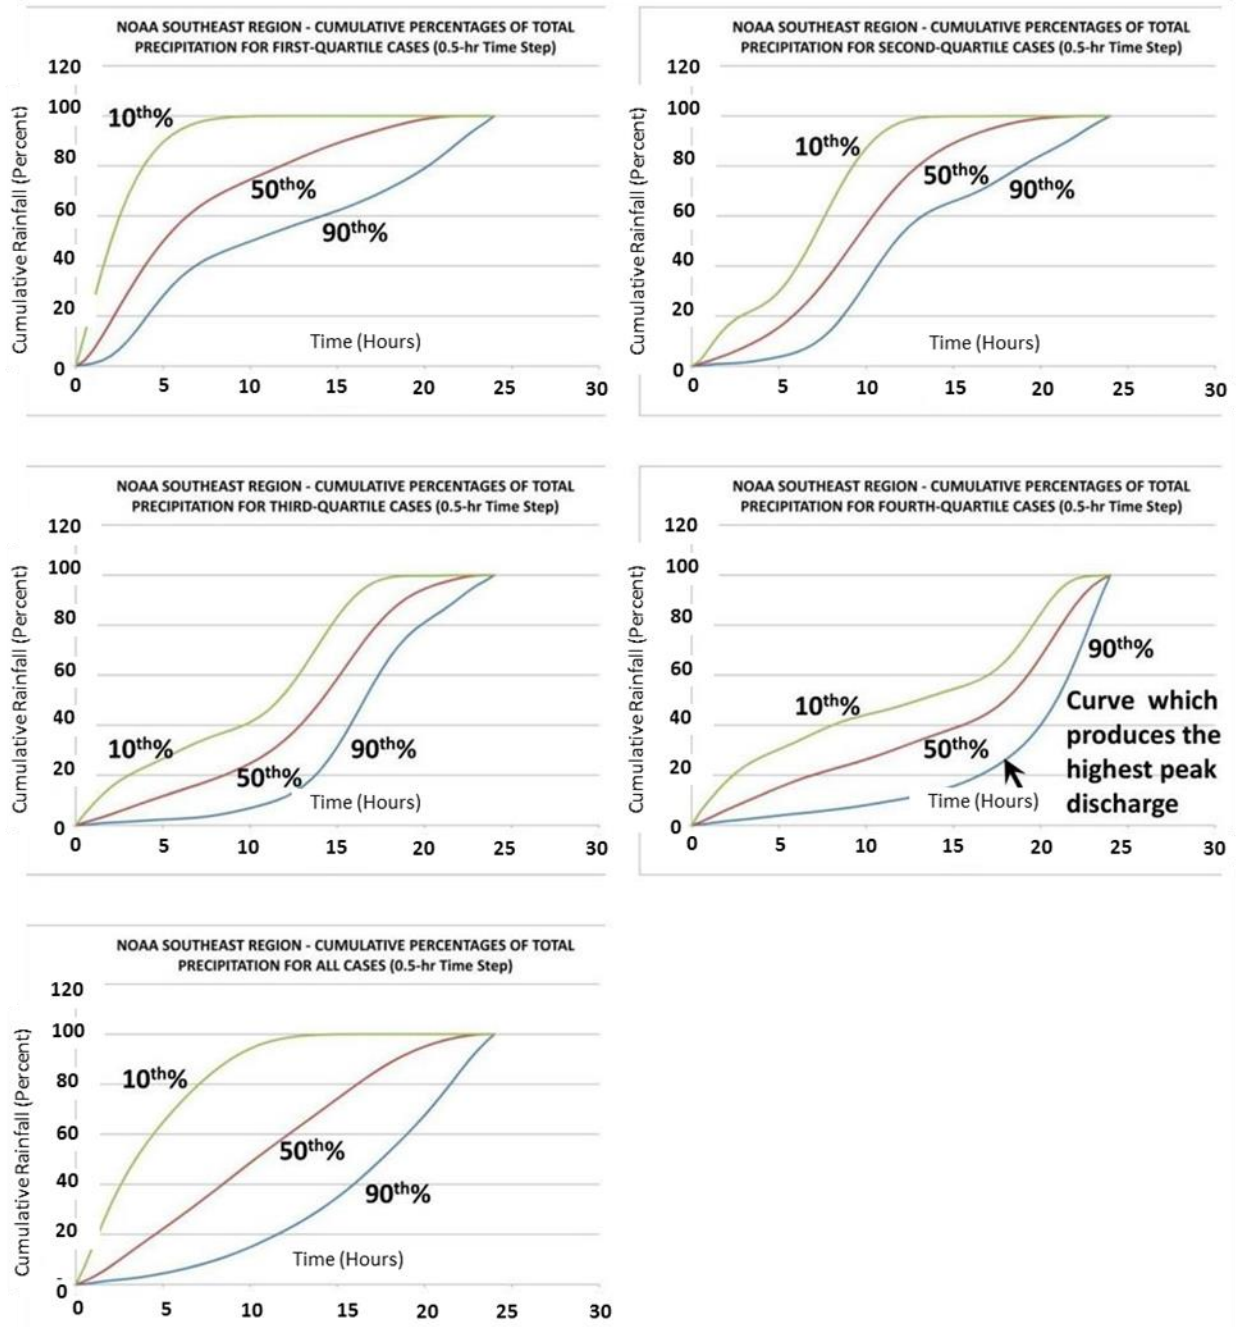 NOAA SOUTHEAST REGION - CUMULATIVE PERCENTAGES OF TOTAL
PRECIPITATION FOR FIRST-QUARTILE CASES (0.5-hr Time Step)
120
100
80
60
40
20
0
Cumulative Rainfall (Percent)
10th%
50th%
90th%
Time (Hours)
0 5 10 15 20 25 30
NOAA SOUTHEAST REGION - CUMULATIVE PERCENTAGES OF TOTAL
PRECIPITATION FOR SECOND-QUARTILE CASES (0.5-hr Time Step)
120
100
80
60
40
20
0
Cumulative Rainfall (Percent)
10th%
50th%
90th%
Time (Hours)
0 5 10 15 20 25 30
NOAA SOUTHEAST REGION - CUMULATIVE PERCENTAGES OF TOTAL
PRECIPITATION FOR THIRD-QUARTILE CASES (0.5-hr Time Step)
120
100
80
60
40
20
0
Cumulative Rainfall (Percent)
10th%
90th%
50th%
Time (Hours)
0 5 10 15 20 25 30
NOAA SOUTHEAST REGION - CUMULATIVE PERCENTAGES OF TOTAL
PRECIPITATION FOR FOURTH-QUARTILE CASES (0.5-hr Time Step)
120
100
80
60
40
20
0
Cumulative Rainfall (Percent)
90th%
10th%
50th%
Curve which
produces the
highest peak
discharge
Time (Hours)
0 5 10 15 20 25 30
NOAA SOUTHEAST REGION - CUMULATIVE PERCENTAGES OF TOTAL
PRECIPITATION FOR ALL CASES (0.5-hr Time Step)
120
100
80
60
40
20
0
Cumulative Rainfall (Percent)
10th%
50th%
90th%
Time (Hours)
0 5 10 15 20 25 30